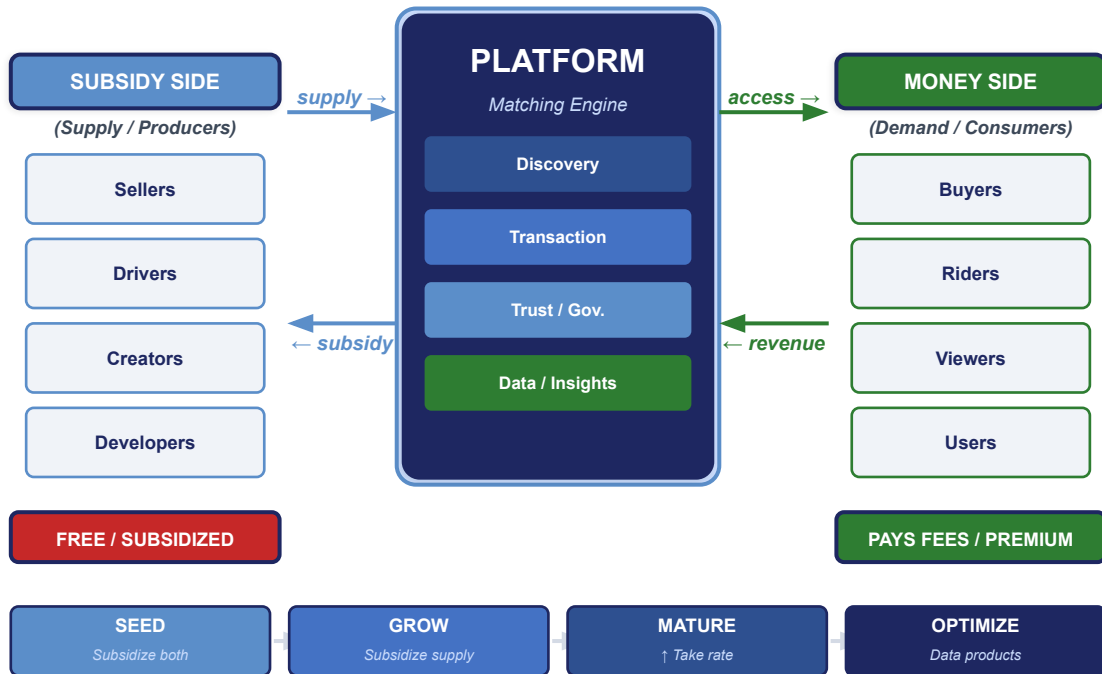 SUBSIDY SIDE
(Supply / Producers)
Sellers
Drivers
Creators
Developers
FREE / SUBSIDIZED
supply →
← subsidy
PLATFORM
Matching Engine
Discovery
Transaction
Trust / Gov.
Data / Insights
access →
← revenue
MONEY SIDE
(Demand / Consumers)
Buyers
Riders
Viewers
Users
PAYS FEES / PREMIUM
SEED
Subsidize both
GROW
Subsidize supply
MATURE
↑ Take rate
OPTIMIZE
Data products